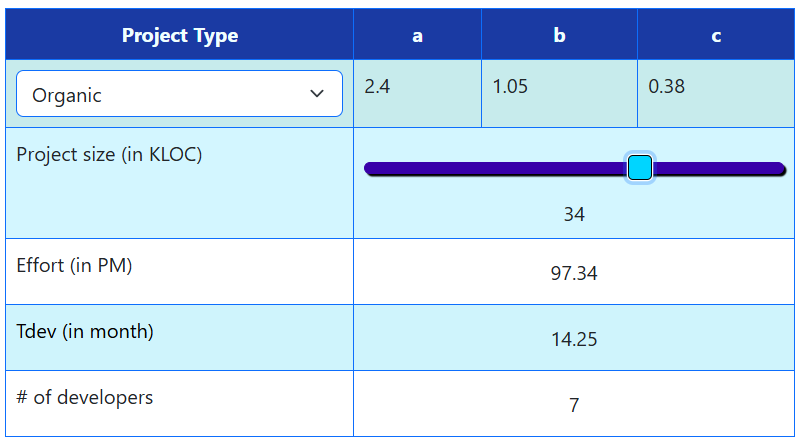 Project Type a b c
Organic 2.4 1.05 0.38
Project size (in KLOC)
34
Effort (in PM) 97.34
Tdev (in month) 14.25
# of developers 7